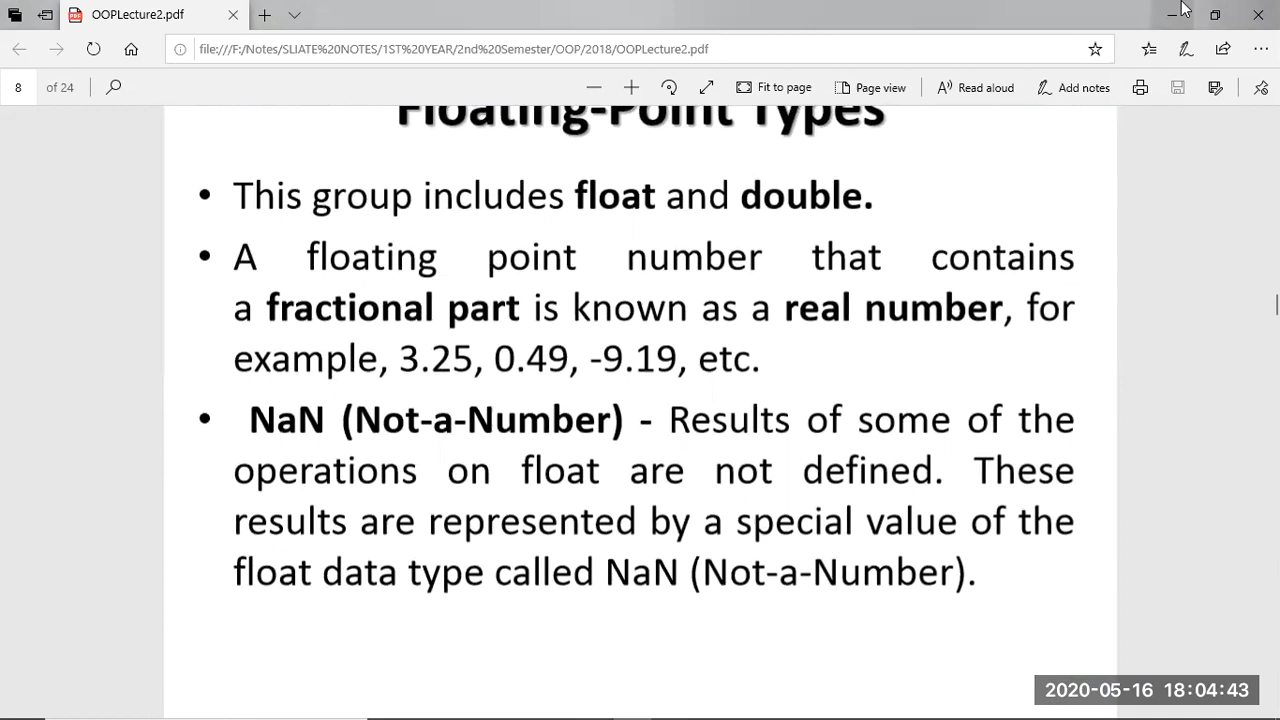 OOPLecture2.pdf
file:///F:/Notes/SLIATE%20NOTES/1ST%20YEAR/2nd%20Semester/OOP/2018/OOPLecture2.pdf
8 of 24 Fit to page Page view Read aloud Add notes
Floating-Point Types
• This group includes float and double.
• A floating point number that contains
a fractional part is known as a real number, for
example, 3.25, 0.49, -9.19, etc.
• NaN (Not-a-Number) - Results of some of the
operations on float are not defined. These
results are represented by a special value of the
float data type called NaN (Not-a-Number).
2020-05-16 18:04:43